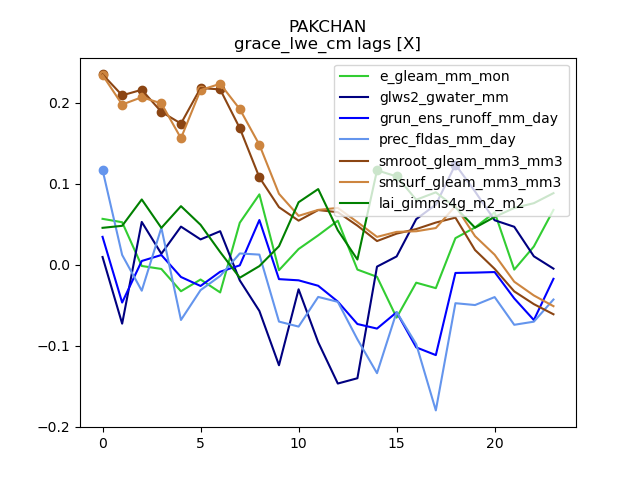 PAKCHAN
grace_lwe_cm lags [X]
e_gleam_mm_mon
glws2_gwater_mm
grun_ens_runoff_mm_day
prec_fldas_mm_day
smroot_gleam_mm3_mm3
smsurf_gleam_mm3_mm3
lai_gimms4g_m2_m2
0.2
0.1
0.0
−0.1
−0.2
0 5 10 15 20